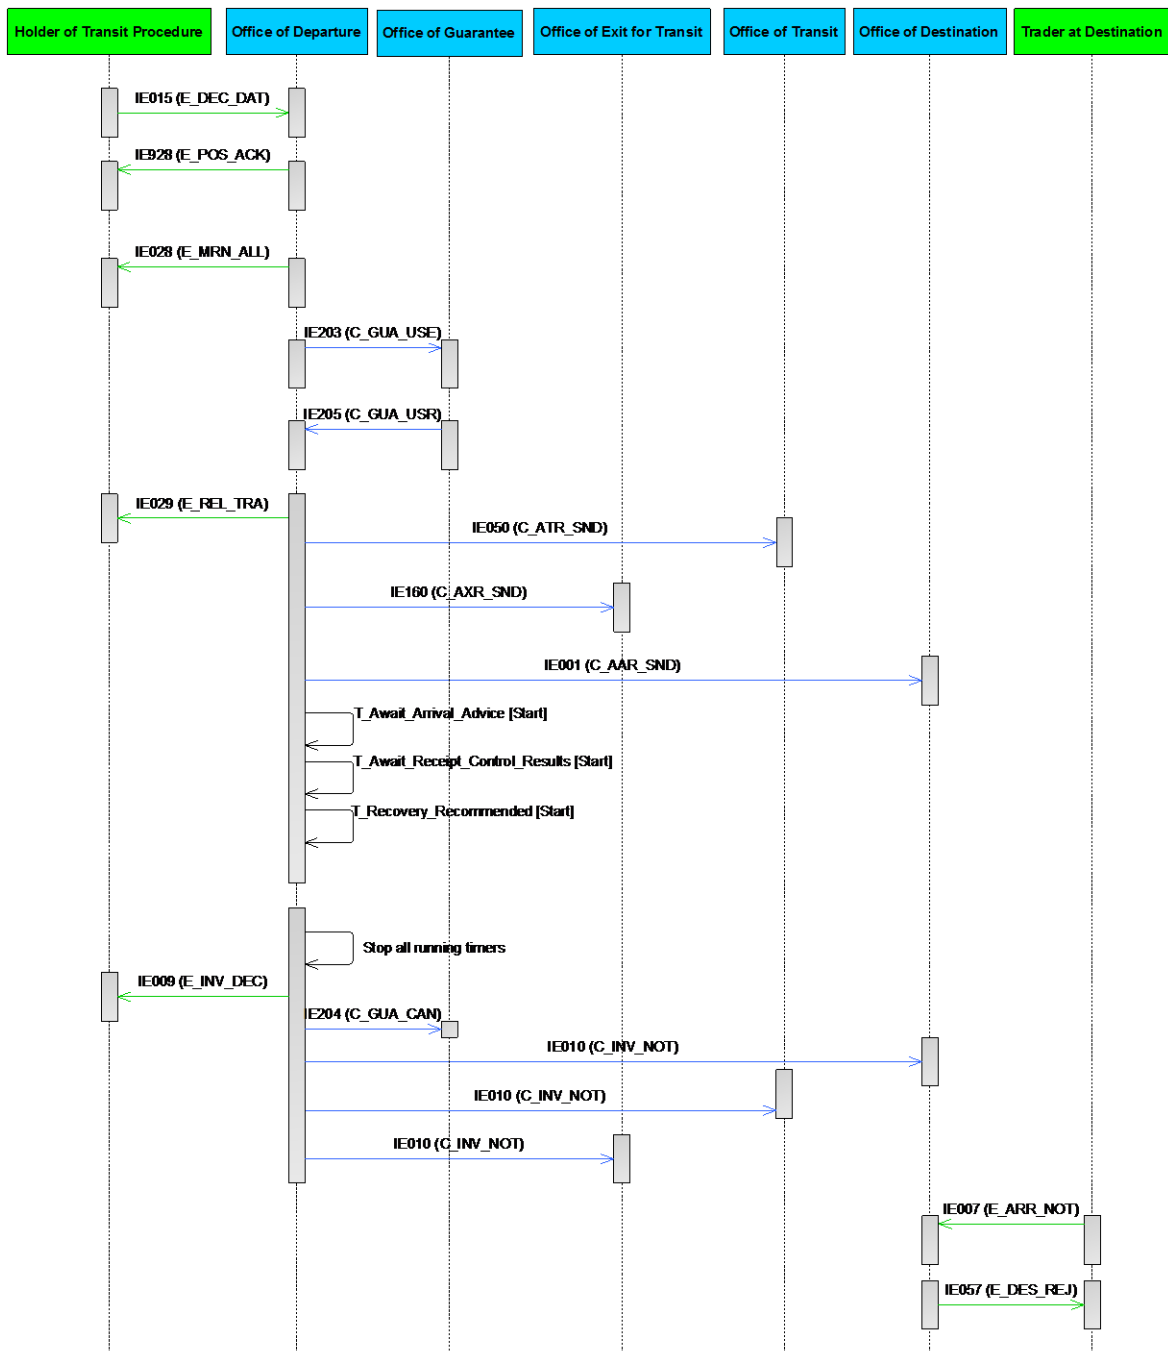 Holder of Transit Procedure
Office of Departure
Office of Guarantee
Office of Exit for Transit
Office of Transit
Office of Destination
Trader at Destination
IE015 (E_DEC_DAT)
IE928 (E_POS_ACK)
IE028 (E_MRN_ALL)
IE203 (C_GUA_USE)
IE205 (C_GUA_USR)
IE029 (E_REL_TRA)
IE050 (C_ATR_SND)
IE160 (C_AXR_SND)
IE001 (C_AAR_SND)
T_Await_Arrival_Advice [Start]
T_Await_Receipt_Control_Results [Start]
T_Recovery_Recommended [Start]
Stop all running timers
IE009 (E_INV_DEC)
IE204 (C_GUA_CAN)
IE010 (C_INV_NOT)
IE010 (C_INV_NOT)
IE010 (C_INV_NOT)
IE007 (E_ARR_NOT)
IE057 (E_DES_REJ)